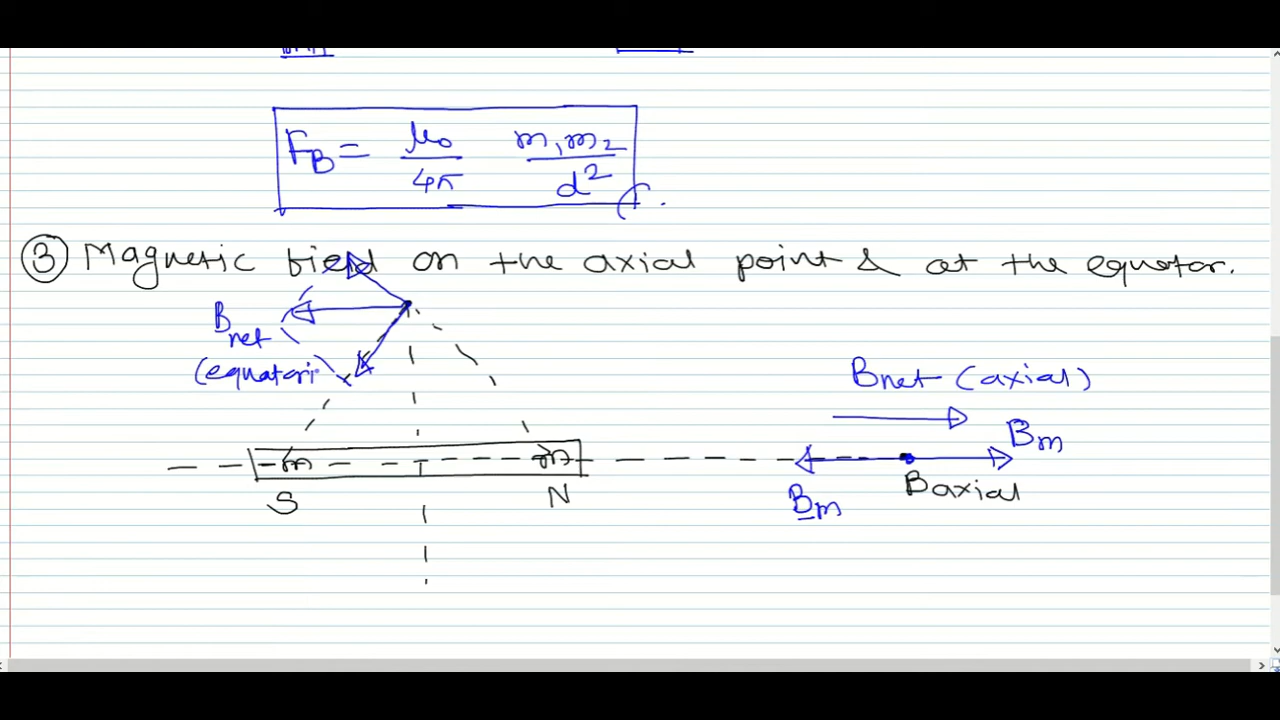 F_B = μ₀/4π m₁m₂/d²
③ Magnetic field on the axial point & at the equator.
B_net
(equatori
B_net (axial)
B_m
B_m
B axial
m
m
S
N